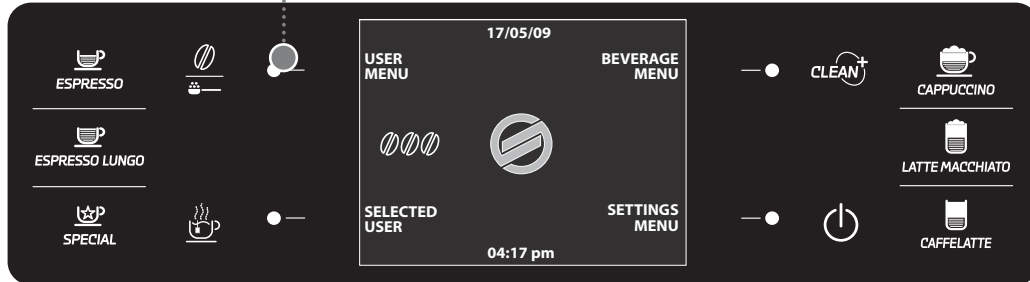 ESPRESSO
ESPRESSO LUNGO
SPECIAL
17/05/09
USER
MENU
BEVERAGE
MENU
SELECTED
USER
SETTINGS
MENU
04:17 pm
CLEAN+
CAPPUCCINO
LATTE MACCHIATO
CAFFELATTE